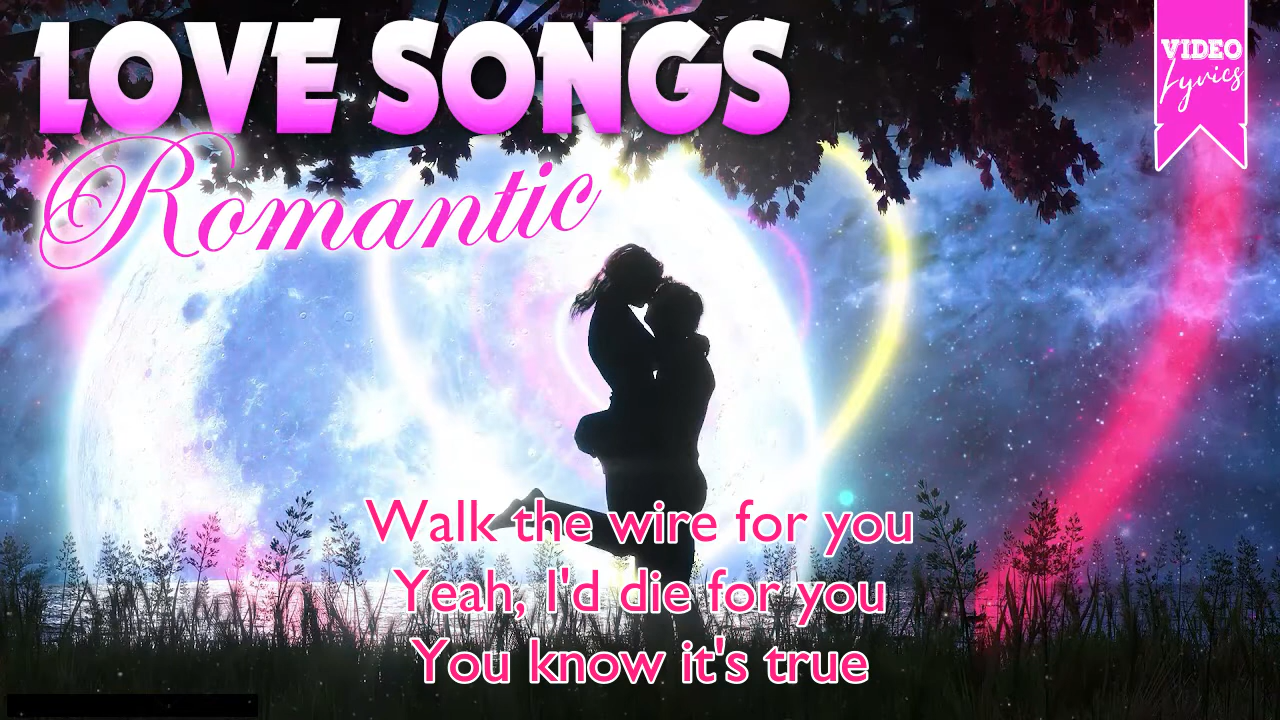 LOVE SONGS
Romantic
VIDEO
Lyrics
Walk the wire for you
Yeah, I'd die for you
You know it's true